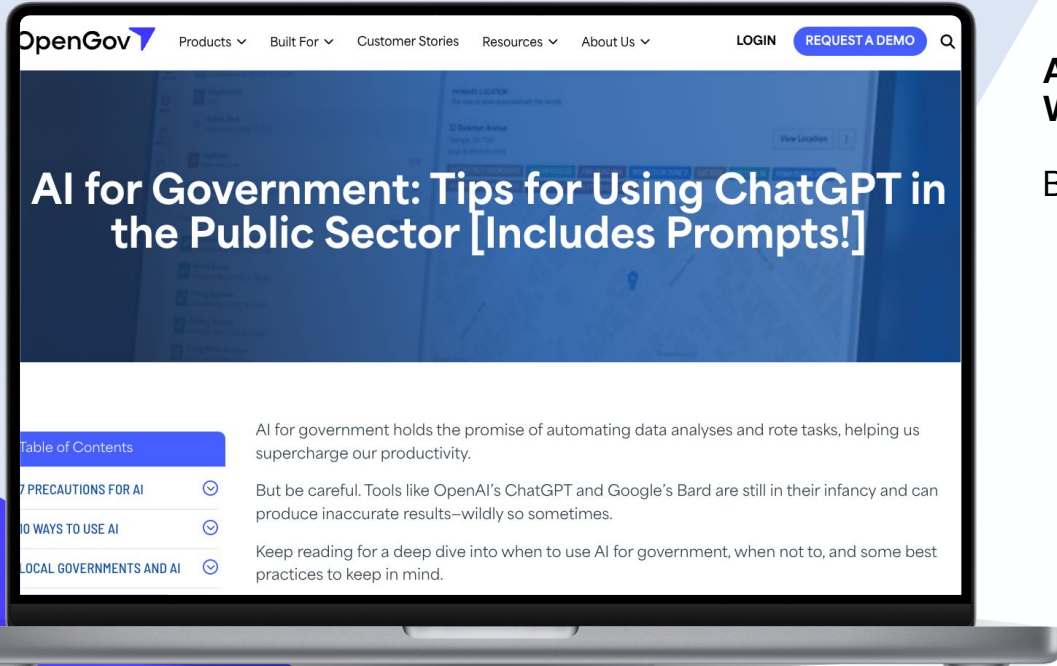 OpenGov
Products Built For Customer Stories Resources About Us LOGIN REQUEST A DEMO
PRIMARY LOCATION
View Location
AI for Government: Tips for Using ChatGPT in
the Public Sector [Includes Prompts!]
Table of Contents
7 PRECAUTIONS FOR AI
10 WAYS TO USE AI
LOCAL GOVERNMENTS AND AI
AI for government holds the promise of automating data analyses and rote tasks, helping us
supercharge our productivity.
But be careful. Tools like OpenAI's ChatGPT and Google's Bard are still in their infancy and can
produce inaccurate results—wildly so sometimes.
Keep reading for a deep dive into when to use AI for government, when not to, and some best
practices to keep in mind.